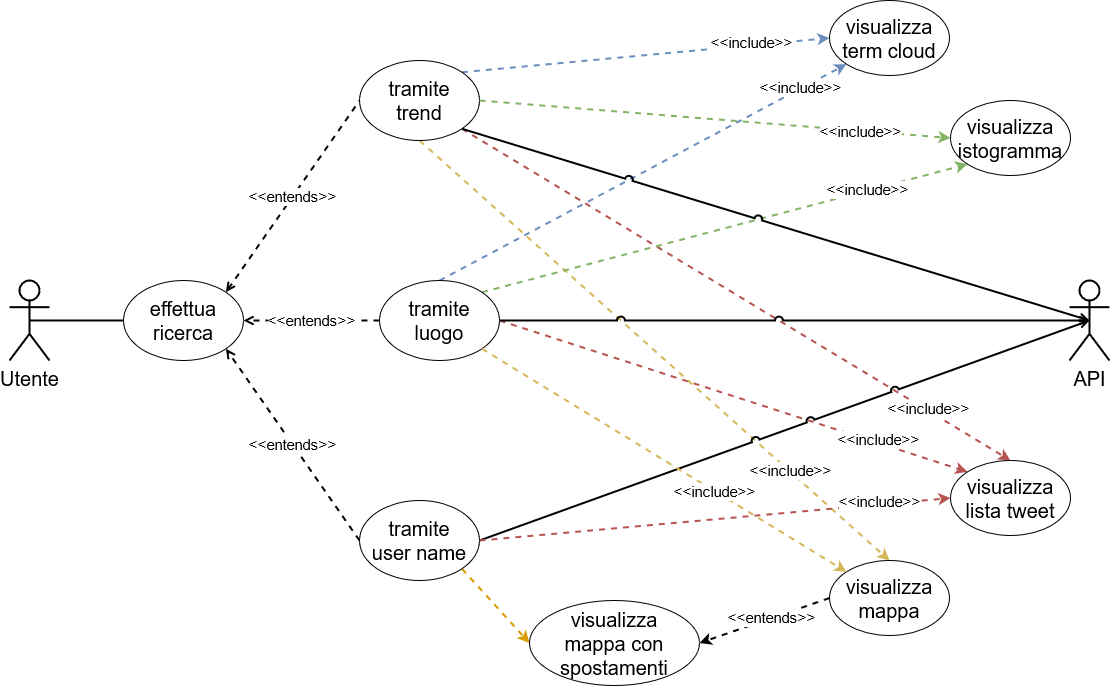 visualizza
term cloud
<<include>>
tramite
trend
<<include>>
visualizza
istogramma
<<include>>
<<include>>
<<entends>>
effettua
ricerca
<<entends>>
tramite
luogo
Utente
API
<<include>>
<<include>>
<<entends>>
<<include>>
<<include>>
<<include>>
visualizza
lista tweet
tramite
user name
visualizza
mappa
<<entends>>
visualizza
mappa con
spostamenti